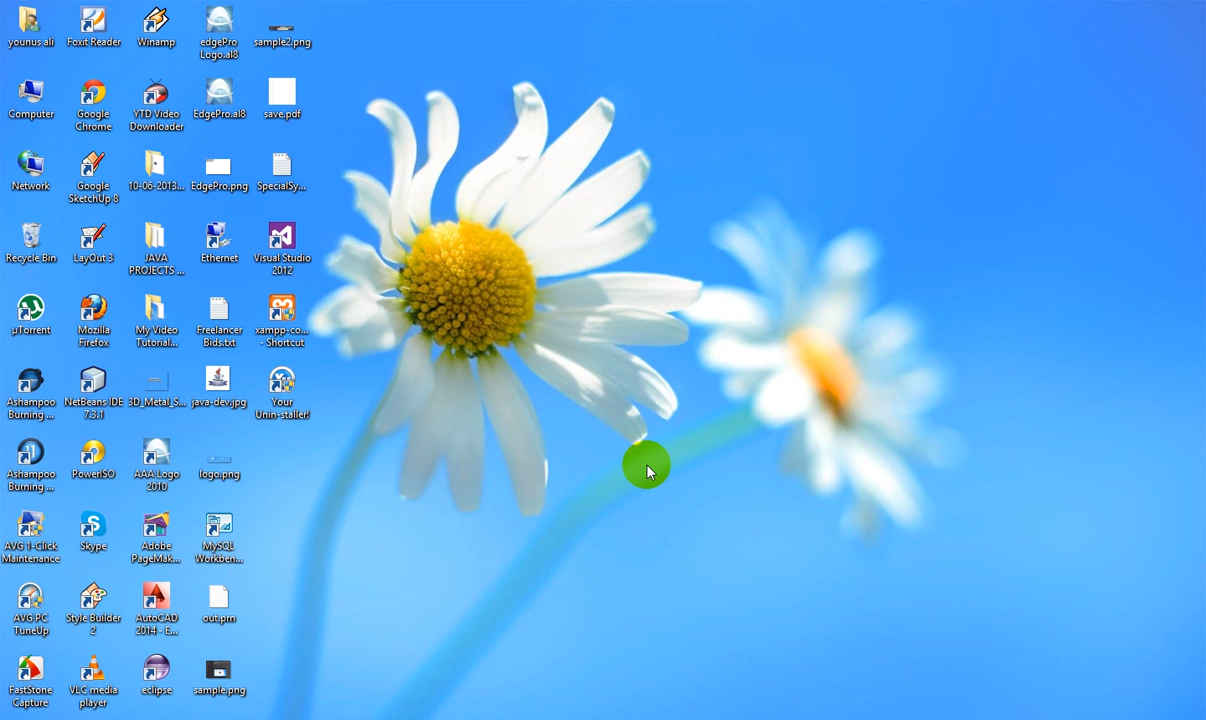 younus ali
Foxit Reader
Winamp
edgePro
Logo.al8
sample2.png
Computer
Google
Chrome
YTD Video
Downloader
EdgePro.al8
save.pdf
Network
Google
SketchUp 8
10-06-2013...
EdgePro.png
SpecialSy...
Recycle Bin
LayOut 3
JAVA
PROJECTS ...
Ethernet
Visual Studio
2012
µTorrent
Mozilla
Firefox
My Video
Tutorial...
Freelancer
Bids.txt
xampp-co...
- Shortcut
Ashampoo
Burning ...
NetBeans IDE
7.3.1
3D_Metal_S...
java-dev.jpg
Your
Unin-staller!
Ashampoo
Burning ...
PowerISO
AAA Logo
2010
logo.png
AVG 1-Click
Maintenance
Skype
Adobe
PageMak...
MySQL
Workben...
AVG PC
TuneUp
Style Builder
2
AutoCAD
2014 - E...
out.prn
FastStone
Capture
VLC media
player
eclipse
sample.png